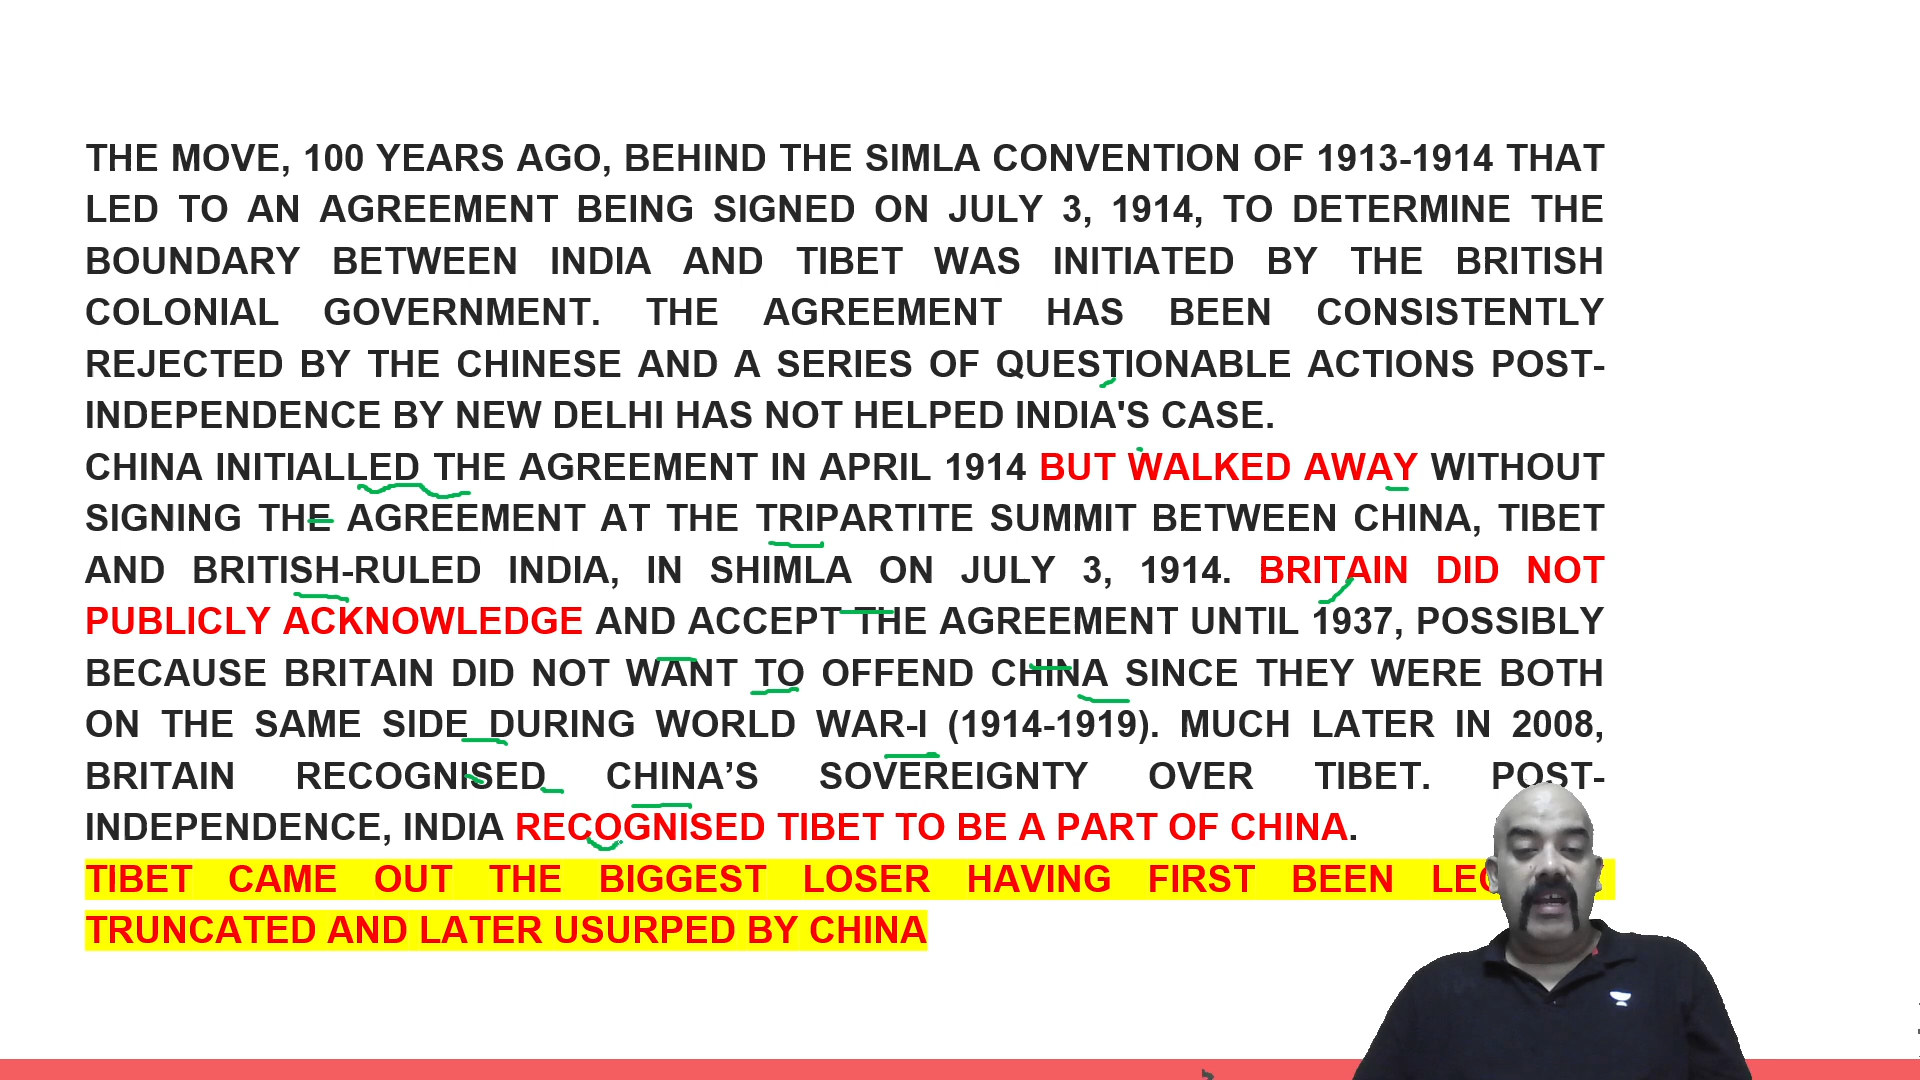 THE MOVE, 100 YEARS AGO, BEHIND THE SIMLA CONVENTION OF 1913-1914 THAT
LED TO AN AGREEMENT BEING SIGNED ON JULY 3, 1914, TO DETERMINE THE
BOUNDARY BETWEEN INDIA AND TIBET WAS INITIATED BY THE BRITISH
COLONIAL GOVERNMENT. THE AGREEMENT HAS BEEN CONSISTENTLY
REJECTED BY THE CHINESE AND A SERIES OF QUESTIONABLE ACTIONS POST-
INDEPENDENCE BY NEW DELHI HAS NOT HELPED INDIA'S CASE.
CHINA INITIALLED THE AGREEMENT IN APRIL 1914 BUT WALKED AWAY WITHOUT
SIGNING THE AGREEMENT AT THE TRIPARTITE SUMMIT BETWEEN CHINA, TIBET
AND BRITISH-RULED INDIA, IN SHIMLA ON JULY 3, 1914. BRITAIN DID NOT
PUBLICLY ACKNOWLEDGE AND ACCEPT THE AGREEMENT UNTIL 1937, POSSIBLY
BECAUSE BRITAIN DID NOT WANT TO OFFEND CHINA SINCE THEY WERE BOTH
ON THE SAME SIDE DURING WORLD WAR-I (1914-1919). MUCH LATER IN 2008,
BRITAIN RECOGNISED CHINA’S SOVEREIGNTY OVER TIBET. POST-
INDEPENDENCE, INDIA RECOGNISED TIBET TO BE A PART OF CHINA.
TIBET CAME OUT THE BIGGEST LOSER HAVING FIRST BEEN
TRUNCATED AND LATER USURPED BY CHINA